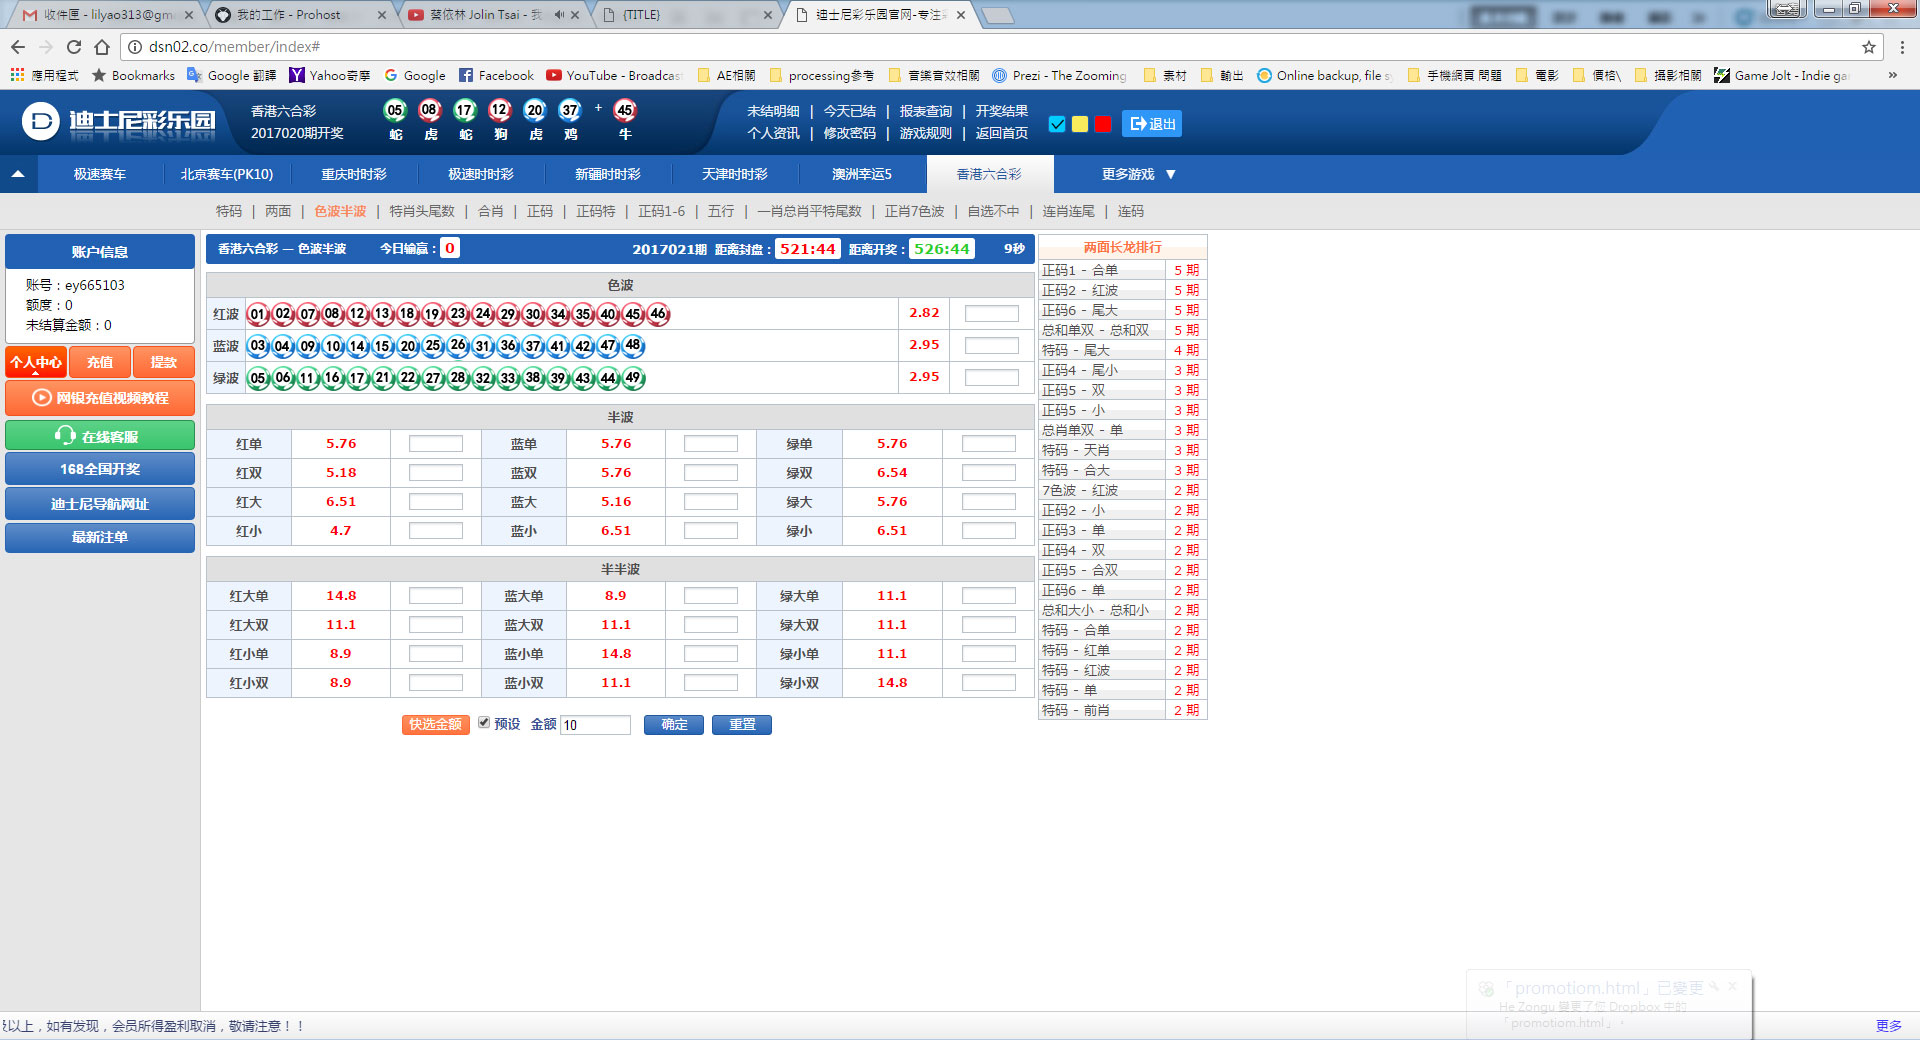 收件匣 - lilyao313@gm
我的工作 - Prohost
蔡依林 Jolin Tsai - 我
{TITLE}
迪士尼彩乐园官网-专注
dsn02.co/member/index#
應用程式 Bookmarks Google 翻譯 Yahoo奇摩 Google Facebook YouTube - Broadcast AE相關 processing參考 音樂音效相關 Prezi - The Zooming 素材 輸出 Online backup, file s 手機網頁 問題 電影 價格\ 攝影相關 Game Jolt - Indie ga »
D 迪士尼彩乐园
香港六合彩
2017020期开奖
05 08 17 12 20 37 + 45
蛇 虎 蛇 狗 虎 鸡 牛
未结明细 | 今天已结 | 报表查询 | 开奖结果
个人资讯 | 修改密码 | 游戏规则 | 返回首页
退出
极速赛车 北京赛车(PK10) 重庆时时彩 极速时时彩 新疆时时彩 天津时时彩 澳洲幸运5 香港六合彩 更多游戏 ▼
特码 | 两面 | 色波半波 | 特肖头尾数 | 合肖 | 正码 | 正码特 | 正码1-6 | 五行 | 一肖总肖平特尾数 | 正肖7色波 | 自选不中 | 连肖连尾 | 连码
账户信息
账号：ey665103
额度：0
未结算金额：0
个人中心 充值 提款
网银充值视频教程
在线客服
168全国开奖
迪士尼导航网址
最新注单
香港六合彩 — 色波半波 今日输赢：0 2017021期 距离封盘：521:44 距离开奖：526:44 9秒
色波
红波 01 02 07 08 12 13 18 19 23 24 29 30 34 35 40 45 46 2.82
蓝波 03 04 09 10 14 15 20 25 26 31 36 37 41 42 47 48 2.95
绿波 05 06 11 16 17 21 22 27 28 32 33 38 39 43 44 49 2.95
半波
红单 5.76 蓝单 5.76 绿单 5.76
红双 5.18 蓝双 5.76 绿双 6.54
红大 6.51 蓝大 5.16 绿大 5.76
红小 4.7 蓝小 6.51 绿小 6.51
半半波
红大单 14.8 蓝大单 8.9 绿大单 11.1
红大双 11.1 蓝大双 11.1 绿大双 11.1
红小单 8.9 蓝小单 14.8 绿小单 11.1
红小双 8.9 蓝小双 11.1 绿小双 14.8
快选金额 预设 金额 10 确定 重置
两面长龙排行
正码1 - 合单 5 期
正码2 - 红波 5 期
正码6 - 尾大 5 期
总和单双 - 总和双 5 期
特码 - 尾大 4 期
正码4 - 尾小 3 期
正码5 - 双 3 期
正码5 - 小 3 期
总肖单双 - 单 3 期
特码 - 天肖 3 期
特码 - 合大 3 期
7色波 - 红波 2 期
正码2 - 小 2 期
正码3 - 单 2 期
正码4 - 双 2 期
正码5 - 合双 2 期
正码6 - 单 2 期
总和大小 - 总和小 2 期
特码 - 合单 2 期
特码 - 红单 2 期
特码 - 红波 2 期
特码 - 单 2 期
特码 - 前肖 2 期
「promotiom.html」已變更
He Zongu 變更了您 Dropbox 中的
「promotiom.html」。
以上，如有发现，会员所得盈利取消，敬请注意！！
更多